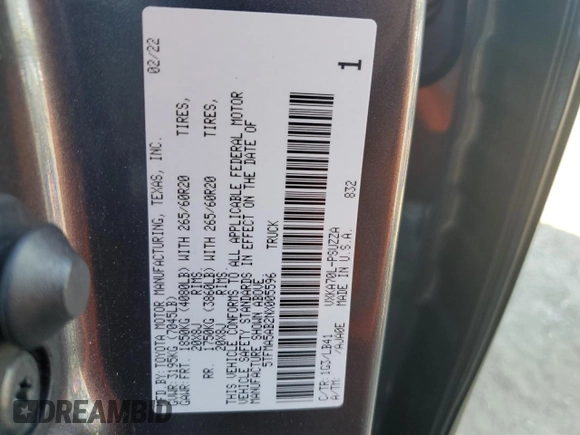 MFD BY:TOYOTA MOTOR MANUFACTURING, TEXAS, INC. 02/22
GVWR:3195KG (7045LB)
GAWR:FRT. 1850KG (4080LB) WITH 265/60R20 TIRES,
20X8J RIMS
RR. 1750KG (3860LB) WITH 265/60R20 TIRES,
20X8J RIMS
THIS VEHICLE CONFORMS TO ALL APPLICABLE FEDERAL MOTOR
VEHICLE SAFETY STANDARDS IN EFFECT ON THE DATE OF
MANUFACTURE SHOWN ABOVE.
5TFMA5AB2NX005596 TRUCK
C/TR: 1G3/LB41 VXKA70L-PSUZZA
A/TM: /AJA0E MADE IN U.S.A. 832
1
DREAMBID